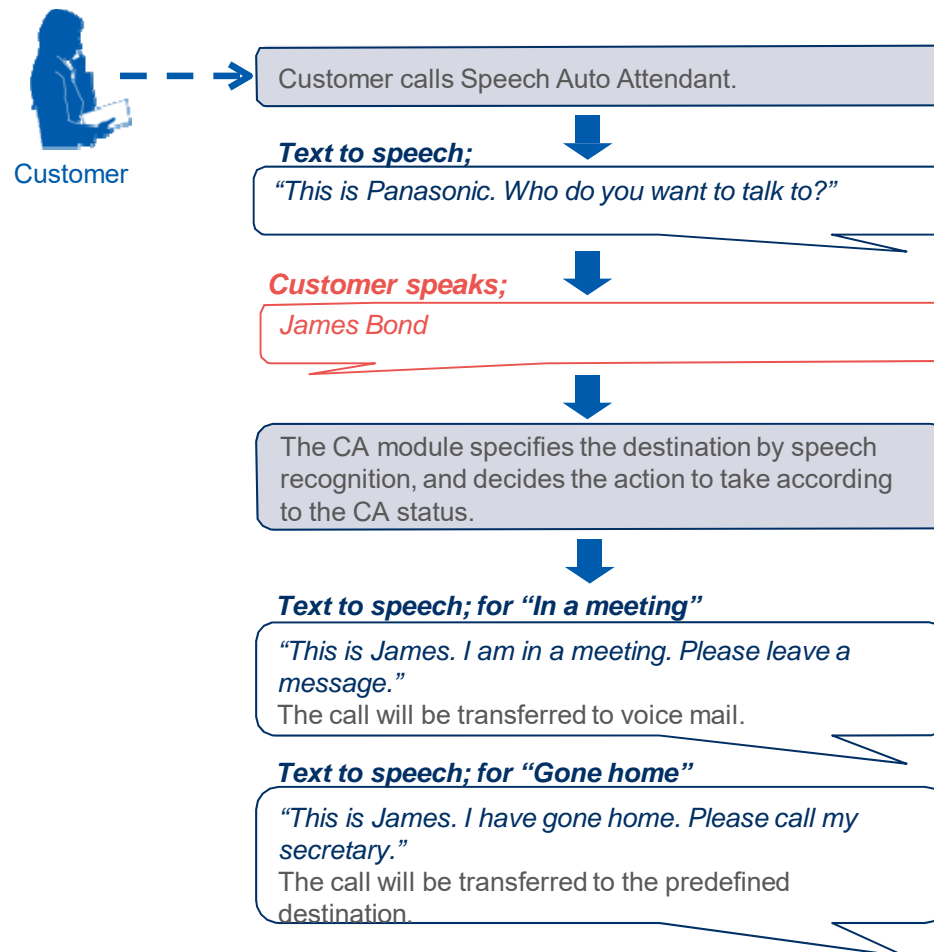 Customer calls Speech Auto Attendant.
Customer
Text to speech;
“This is Panasonic. Who do you want to talk to?”
Customer speaks;
James Bond
The CA module specifies the destination by speech
recognition, and decides the action to take according
to the CA status.
Text to speech; for “In a meeting”
“This is James. I am in a meeting. Please leave a
message.”
The call will be transferred to voice mail.
Text to speech; for “Gone home”
“This is James. I have gone home. Please call my
secretary.”
The call will be transferred to the predefined
destination.